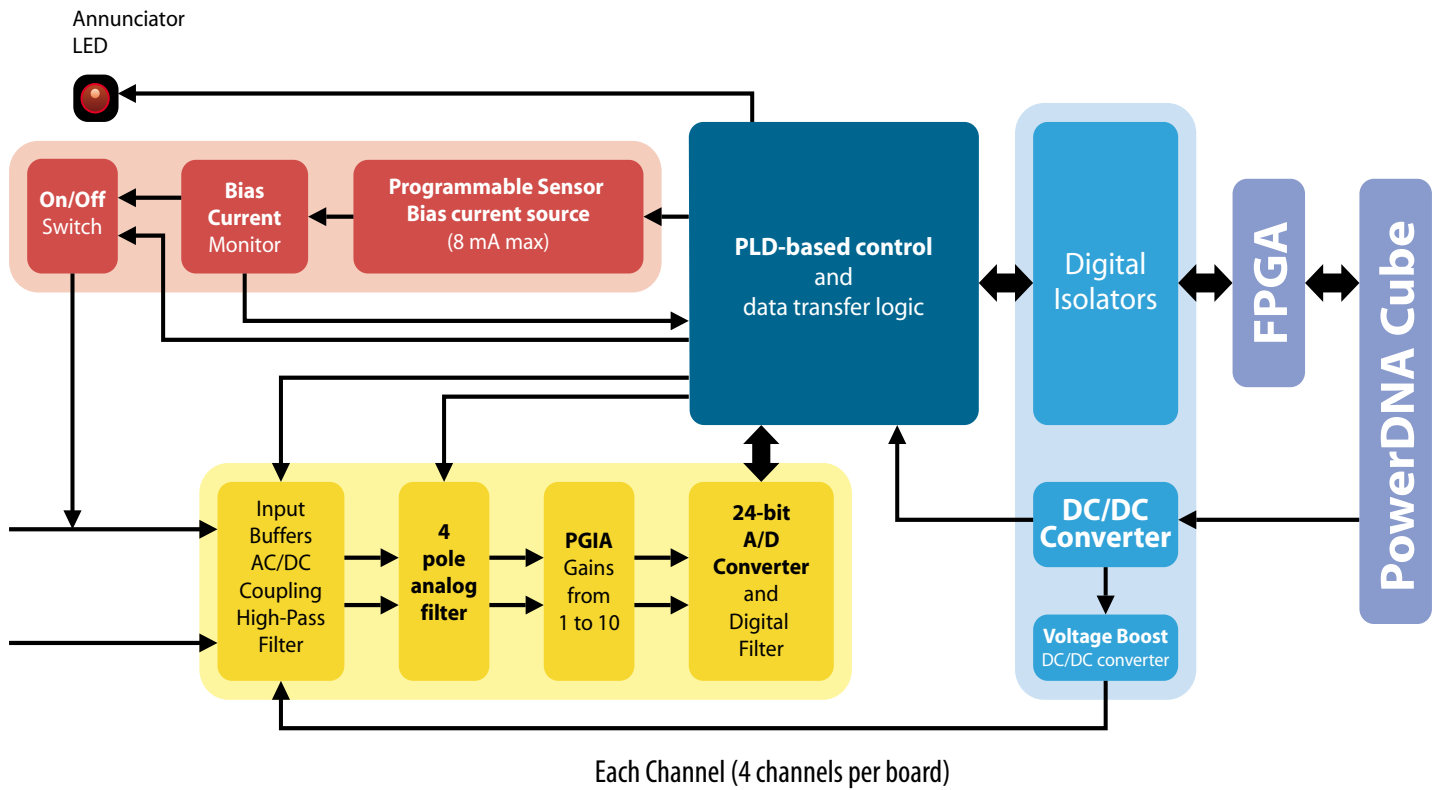 Annunciator
LED
On/Off
Switch
Bias
Current
Monitor
Programmable Sensor
Bias current source
(8 mA max)
PLD-based control
and
data transfer logic
Digital
Isolators
FPGA
PowerDNA Cube
Input
Buffers
AC/DC
Coupling
High-Pass
Filter
4
pole
analog
filter
PGIA
Gains
from
1 to 10
24-bit
A/D
Converter
and
Digital
Filter
DC/DC
Converter
Voltage Boost
DC/DC converter
Each Channel (4 channels per board)